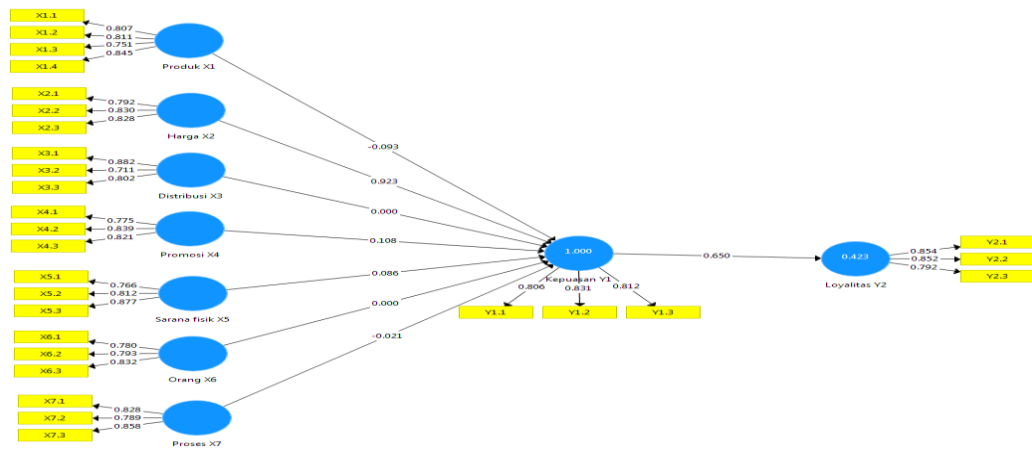 X1.1
X1.2
X1.3
X1.4
0.807
0.811
0.751
0.845
Produk X1
X2.1
X2.2
X2.3
0.792
0.830
0.828
Harga X2
X3.1
X3.2
X3.3
0.882
0.711
0.802
Distribusi X3
X4.1
X4.2
X4.3
0.775
0.839
0.821
Promosi X4
X5.1
X5.2
X5.3
0.766
0.812
0.877
Sarana fisik X5
X6.1
X6.2
X6.3
0.780
0.793
0.832
Orang X6
X7.1
X7.2
X7.3
0.828
0.789
0.858
Proses X7
-0.093
0.923
0.000
0.108
0.086
0.000
-0.021
1.000
Kepuasan Y1
0.806
0.831
0.812
Y1.1
Y1.2
Y1.3
0.650
0.423
Loyalitas Y2
0.854
0.852
0.792
Y2.1
Y2.2
Y2.3